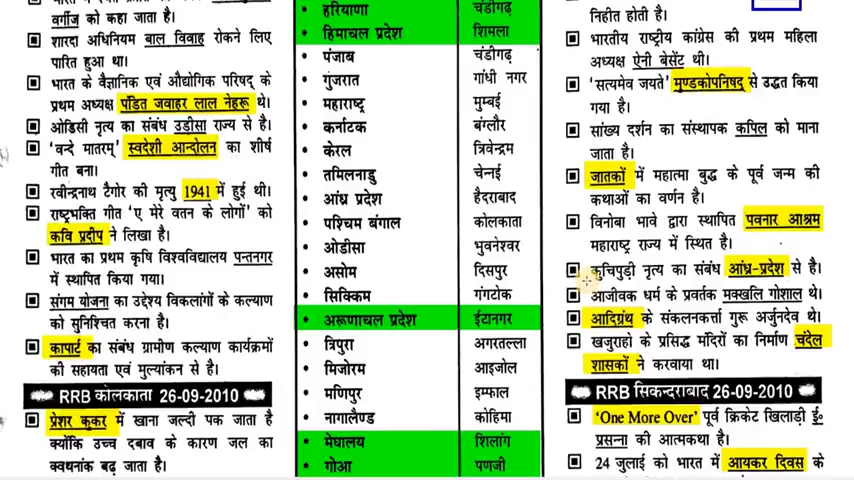 वर्गीज को कहा जाता है।
शारदा अधिनियम बाल विवाह रोकने लिए
पारित हुआ था।
भारत के वैज्ञानिक एवं औद्योगिक परिषद् के
प्रथम अध्यक्ष पंडित जवाहर लाल नेहरू थे।
ओडिसी नृत्य का संबंध उड़ीसा राज्य से है।
'वन्दे मातरम्' स्वदेशी आन्दोलन का शीर्ष
गीत बना।
रवीन्द्रनाथ टैगोर की मृत्यु 1941 में हुई थी।
राष्ट्रभक्ति गीत 'ए मेरे वतन के लोगों' को
कवि प्रदीप ने लिखा है।
भारत का प्रथम कृषि विश्वविद्यालय पन्तनगर
में स्थापित किया गया।
संगम योजना का उद्देश्य विकलांगों के कल्याण
को सुनिश्चित करना है।
कापार्ट का संबंध ग्रामीण कल्याण कार्यक्रमों
की सहायता एवं मुल्यांकन से है।
RRB कोलकाता 26-09-2010
प्रेशर कुकर में खाना जल्दी पक जाता है
क्योंकि उच्च दबाव के कारण जल का
क्वथनांक बढ़ जाता है।
हरियाणा चंडीगढ़
हिमाचल प्रदेश शिमला
पंजाब चंडीगढ़
गुजरात गांधी नगर
महाराष्ट्र मुम्बई
कर्नाटक बंग्लौर
केरल त्रिवेन्द्रम
तमिलनाडु चेन्नई
आंध्र प्रदेश हैदराबाद
पश्चिम बंगाल कोलकाता
ओडीसा भुवनेश्वर
असोम दिसपुर
सिक्किम गंगटोक
अरूणाचल प्रदेश ईटानगर
त्रिपुरा अगरतल्ला
मिजोरम आइजोल
मणिपुर इम्फाल
नागालैण्ड कोहिमा
मेघालय शिलांग
गोआ पणजी
निहीत होती है।
भारतीय राष्ट्रीय कांग्रेस की प्रथम महिला
अध्यक्ष ऐनी बेसेंट थी।
'सत्यमेव जयते' मुण्डकोपनिषद् से उद्धत किया
गया है।
सांख्य दर्शन का संस्थापक कपिल को माना
जाता है।
जातकों में महात्मा बुद्ध के पूर्व जन्म की
कथाओं का वर्णन है।
विनोबा भावे द्वारा स्थापित पवनार आश्रम
महाराष्ट्र राज्य में स्थित है।
कुचिपुड़ी नृत्य का संबंध आंध्र-प्रदेश से है।
आजीवक धर्म के प्रवर्तक मक्खलि गोशाल थे।
आदिग्रंथ के संकलनकर्त्ता गुरू अर्जुनदेव थे।
खजुराहो के प्रसिद्ध मंदिरों का निर्माण चंदेल
शासकों ने करवाया था।
RRB सिकन्दराबाद 26-09-2010
'One More Over' पूर्व क्रिकेट खिलाड़ी ई०
प्रसन्ना की आत्मकथा है।
24 जुलाई को भारत में आयकर दिवस के